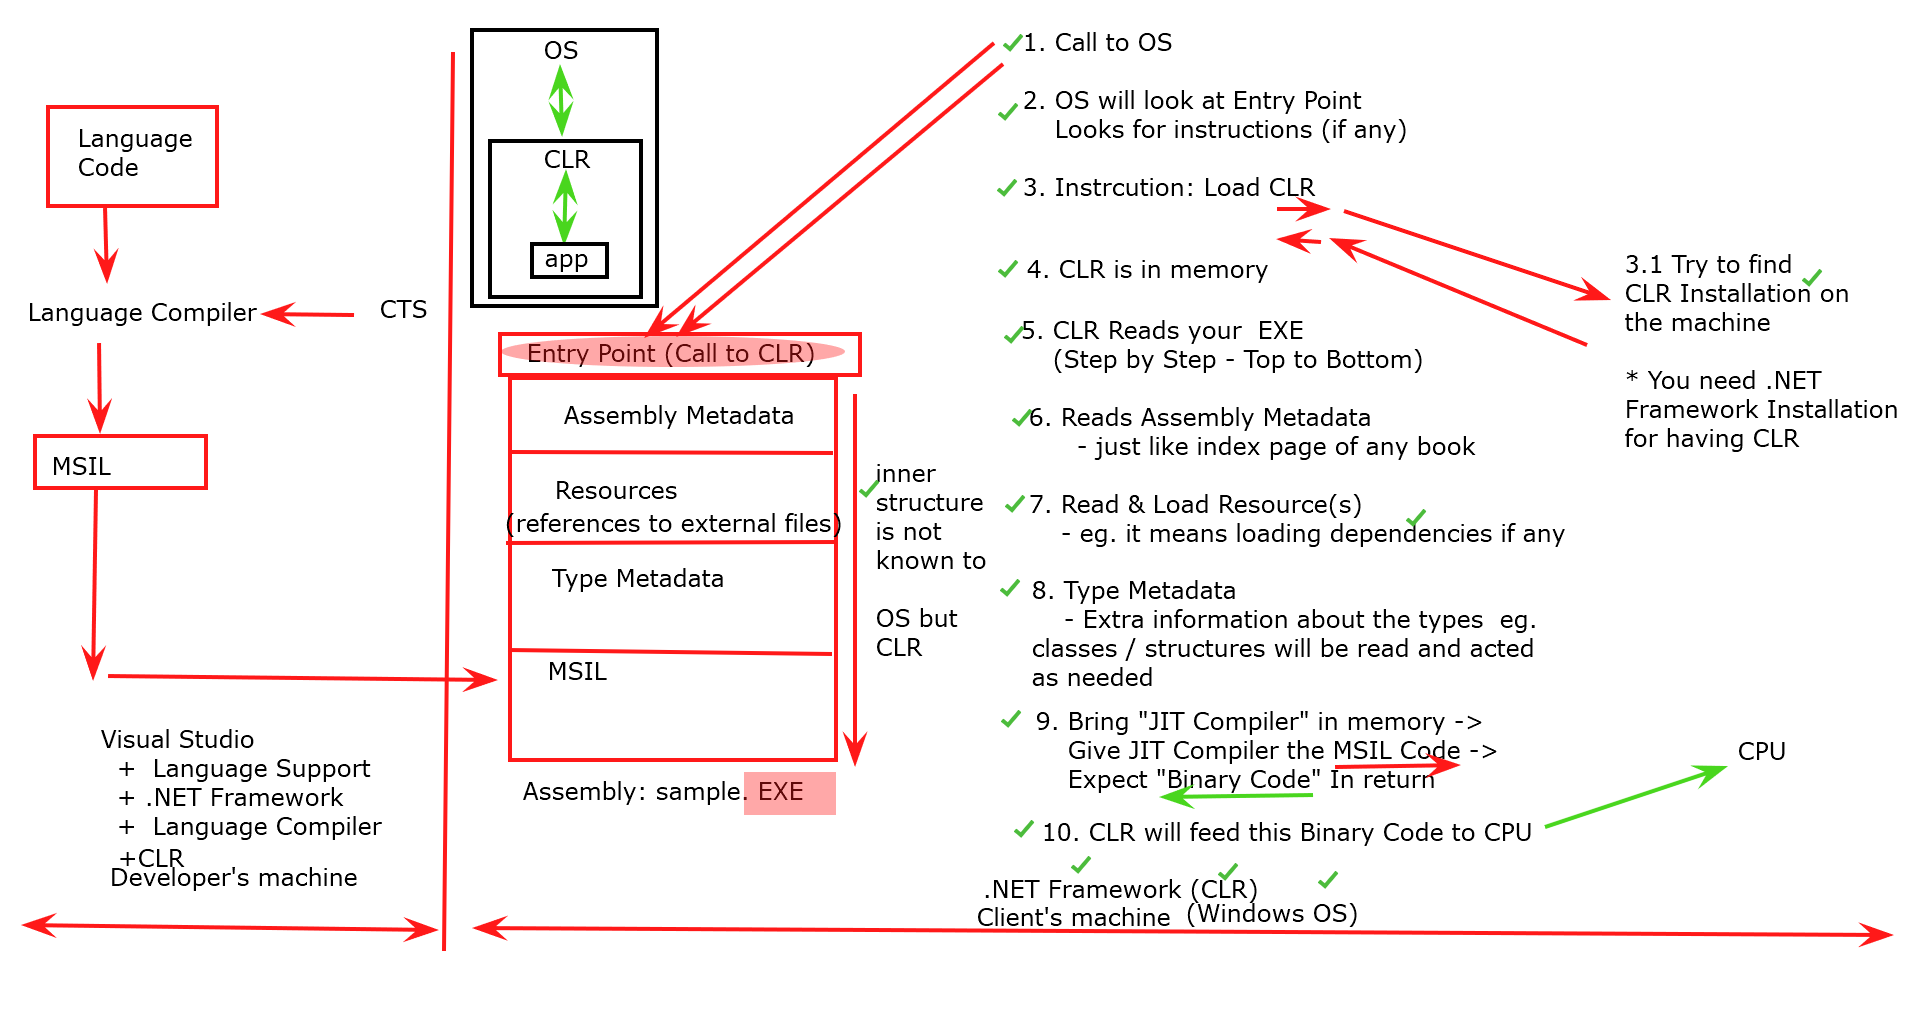 Language
Code
Language Compiler
CTS
MSIL
Visual Studio
+ Language Support
+ .NET Framework
+ Language Compiler
+CLR
Developer's machine
OS
CLR
app
Entry Point (Call to CLR)
Assembly Metadata
Resources
(references to external files)
Type Metadata
MSIL
Assembly: sample. EXE
inner
structure
is not
known to
OS but
CLR
1. Call to OS
2. OS will look at Entry Point
Looks for instructions (if any)
3. Instrcution: Load CLR
3.1 Try to find
CLR Installation on
the machine
* You need .NET
Framework Installation
for having CLR
4. CLR is in memory
5. CLR Reads your EXE
(Step by Step - Top to Bottom)
6. Reads Assembly Metadata
- just like index page of any book
7. Read & Load Resource(s)
- eg. it means loading dependencies if any
8. Type Metadata
- Extra information about the types eg.
classes / structures will be read and acted
as needed
9. Bring "JIT Compiler" in memory ->
Give JIT Compiler the MSIL Code ->
Expect "Binary Code" In return
CPU
10. CLR will feed this Binary Code to CPU
.NET Framework (CLR)
Client's machine (Windows OS)